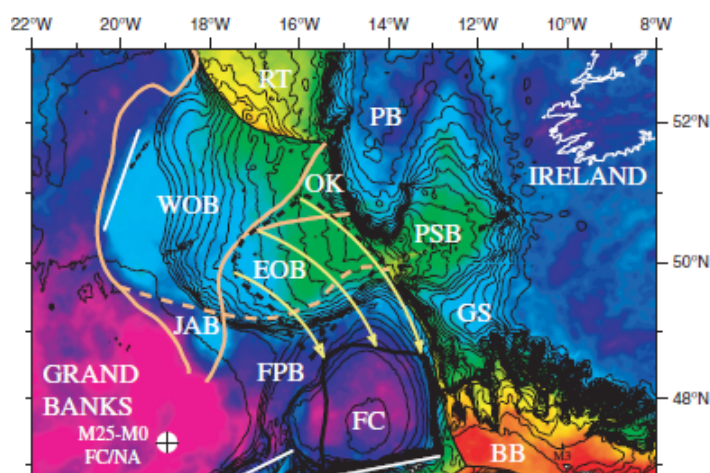 22°W 20°W 18°W 16°W 14°W 12°W 10°W 8°W
RT
PB
52°N
IRELAND
OK
WOB
PSB
EOB
50°N
JAB
GS
GRAND
BANKS
FPB
M25-M0
FC/NA
FC
48°N
BB
M3